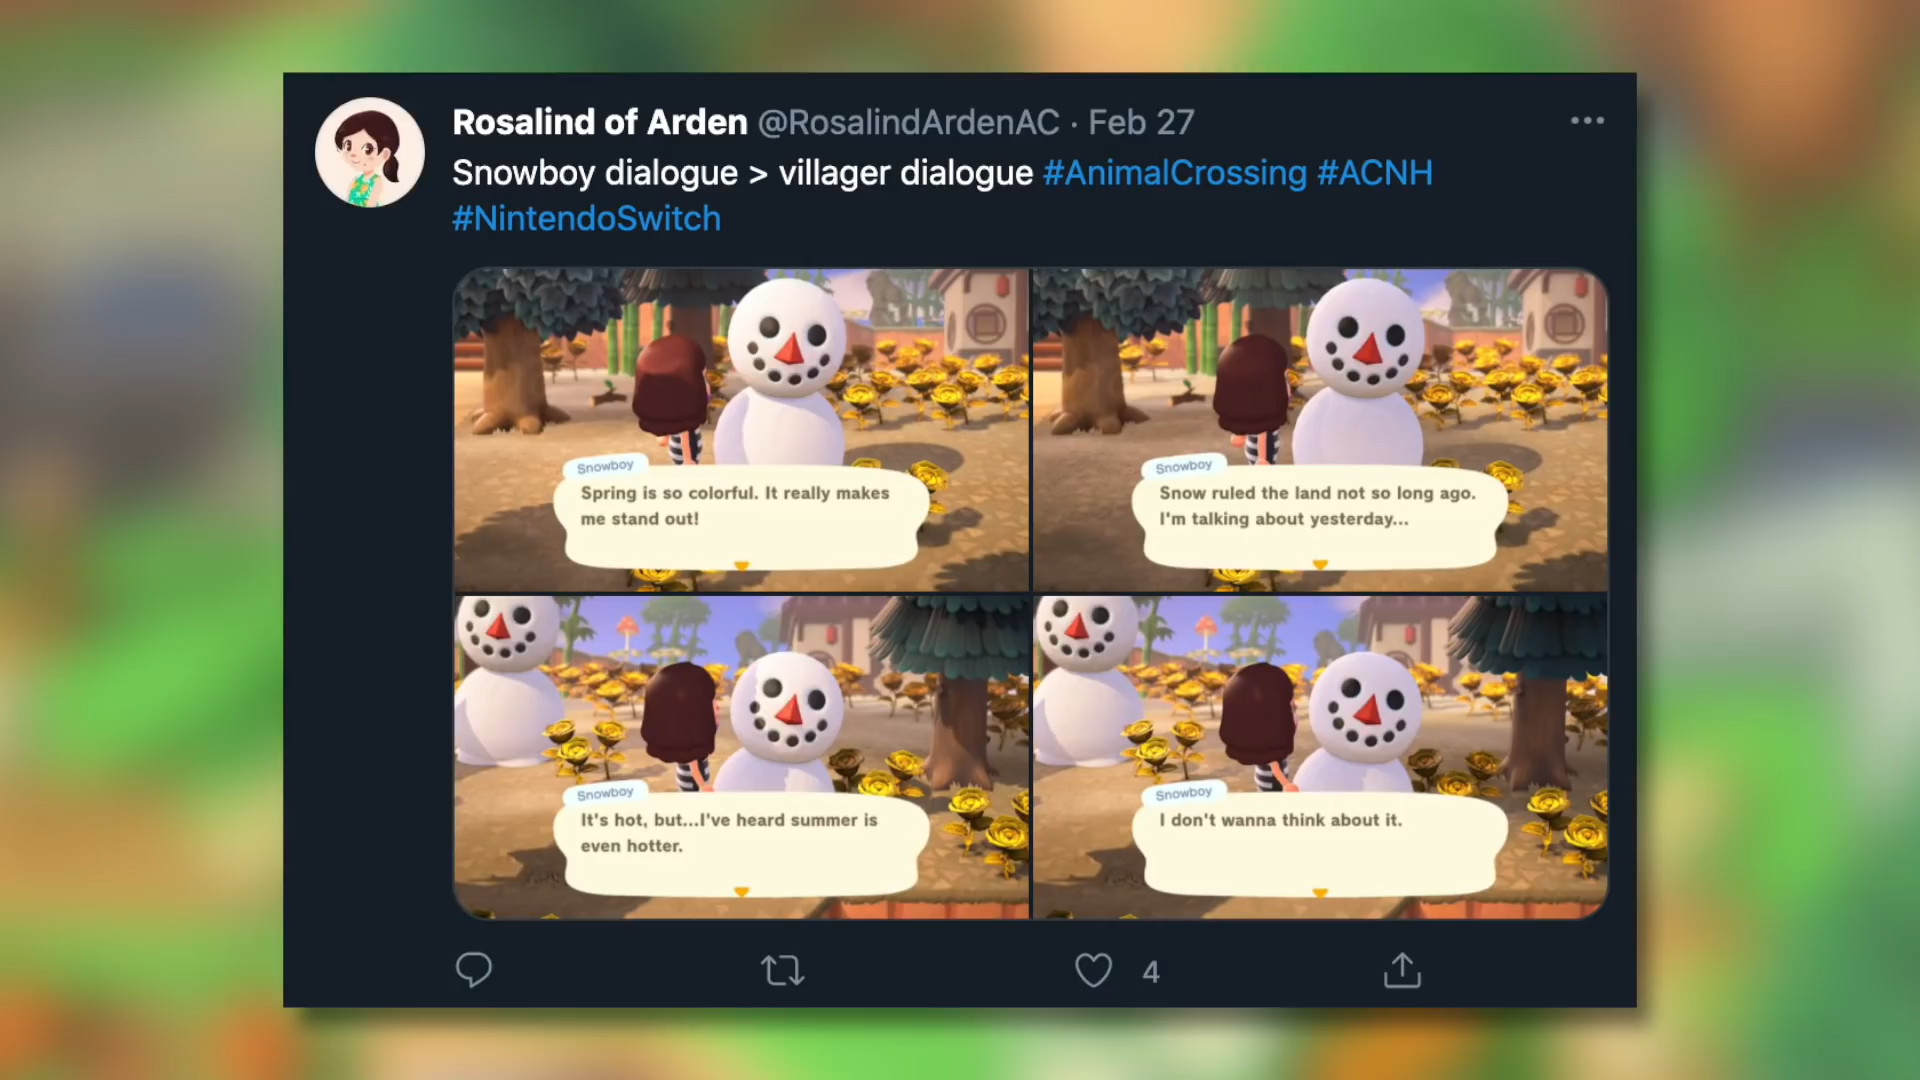 Rosalind of Arden @RosalindArdenAC · Feb 27
Snowboy dialogue > villager dialogue #AnimalCrossing #ACNH
#NintendoSwitch
Snowboy
Spring is so colorful. It really makes
me stand out!
Snowboy
Snow ruled the land not so long ago.
I'm talking about yesterday...
Snowboy
It's hot, but...I've heard summer is
even hotter.
Snowboy
I don't wanna think about it.
4